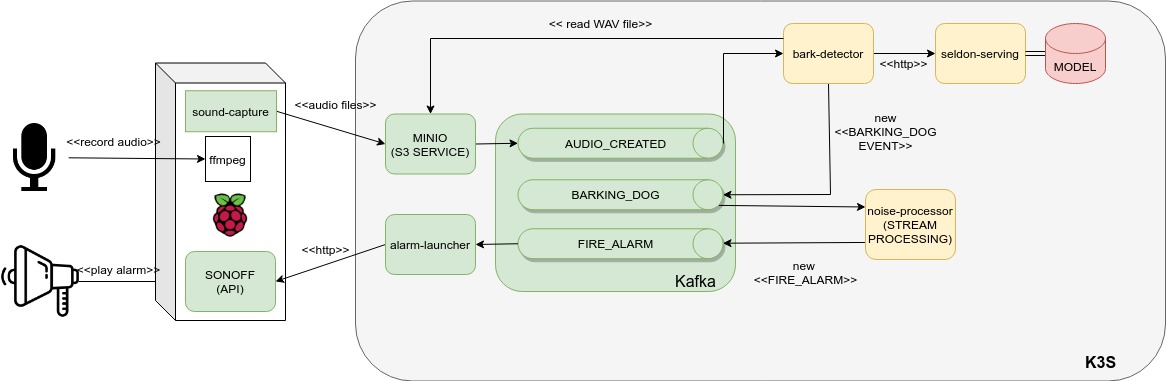 << read WAV file>>
bark-detector
<<http>>
seldon-serving
MODEL
sound-capture
<<audio files>>
<<record audio>>
ffmpeg
MINIO
(S3 SERVICE)
AUDIO_CREATED
new
<<BARKING_DOG
EVENT>>
BARKING_DOG
noise-processor
(STREAM
PROCESSING)
alarm-launcher
FIRE_ALARM
<<http>>
<<play alarm>>
SONOFF
(API)
Kafka
new
<<FIRE_ALARM>>
K3S